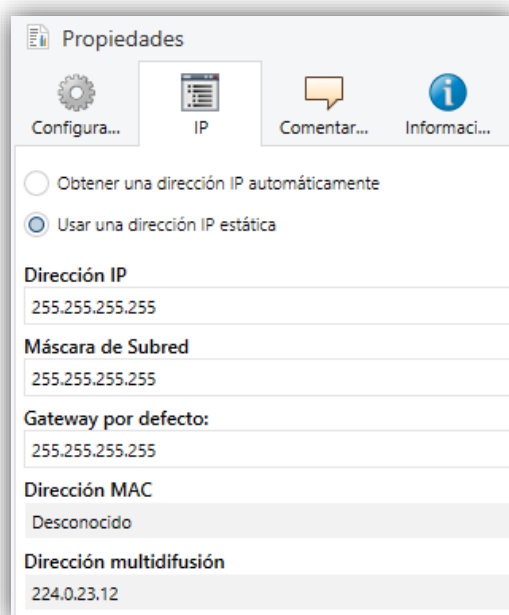 Propiedades
Configura... IP Comentar... Informaci...
Obtener una dirección IP automáticamente
Usar una dirección IP estática
Dirección IP
255.255.255.255
Máscara de Subred
255.255.255.255
Gateway por defecto:
255.255.255.255
Dirección MAC
Desconocido
Dirección multidifusión
224.0.23.12